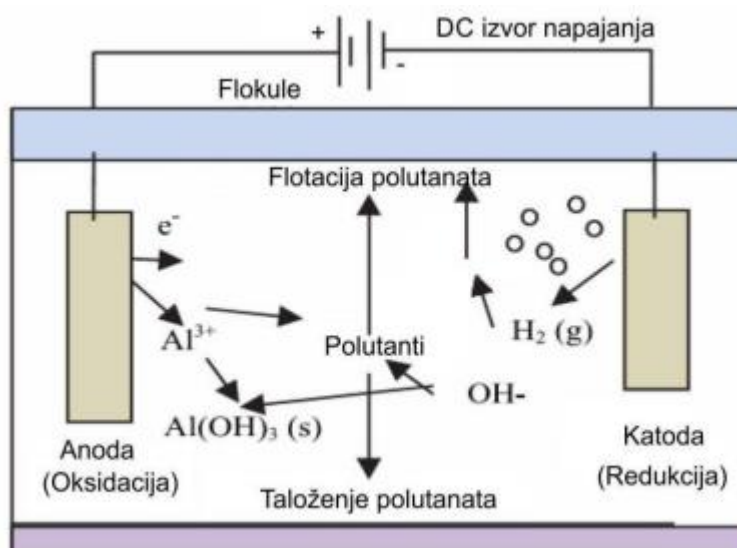 DC izvor napajanja
+
-
Flokule
Flotacija polutanata
e⁻
Al³⁺
H₂ (g)
Polutanti
OH-
Al(OH)₃ (s)
Anoda
(Oksidacija)
Katoda
(Redukcija)
Taloženje polutanata